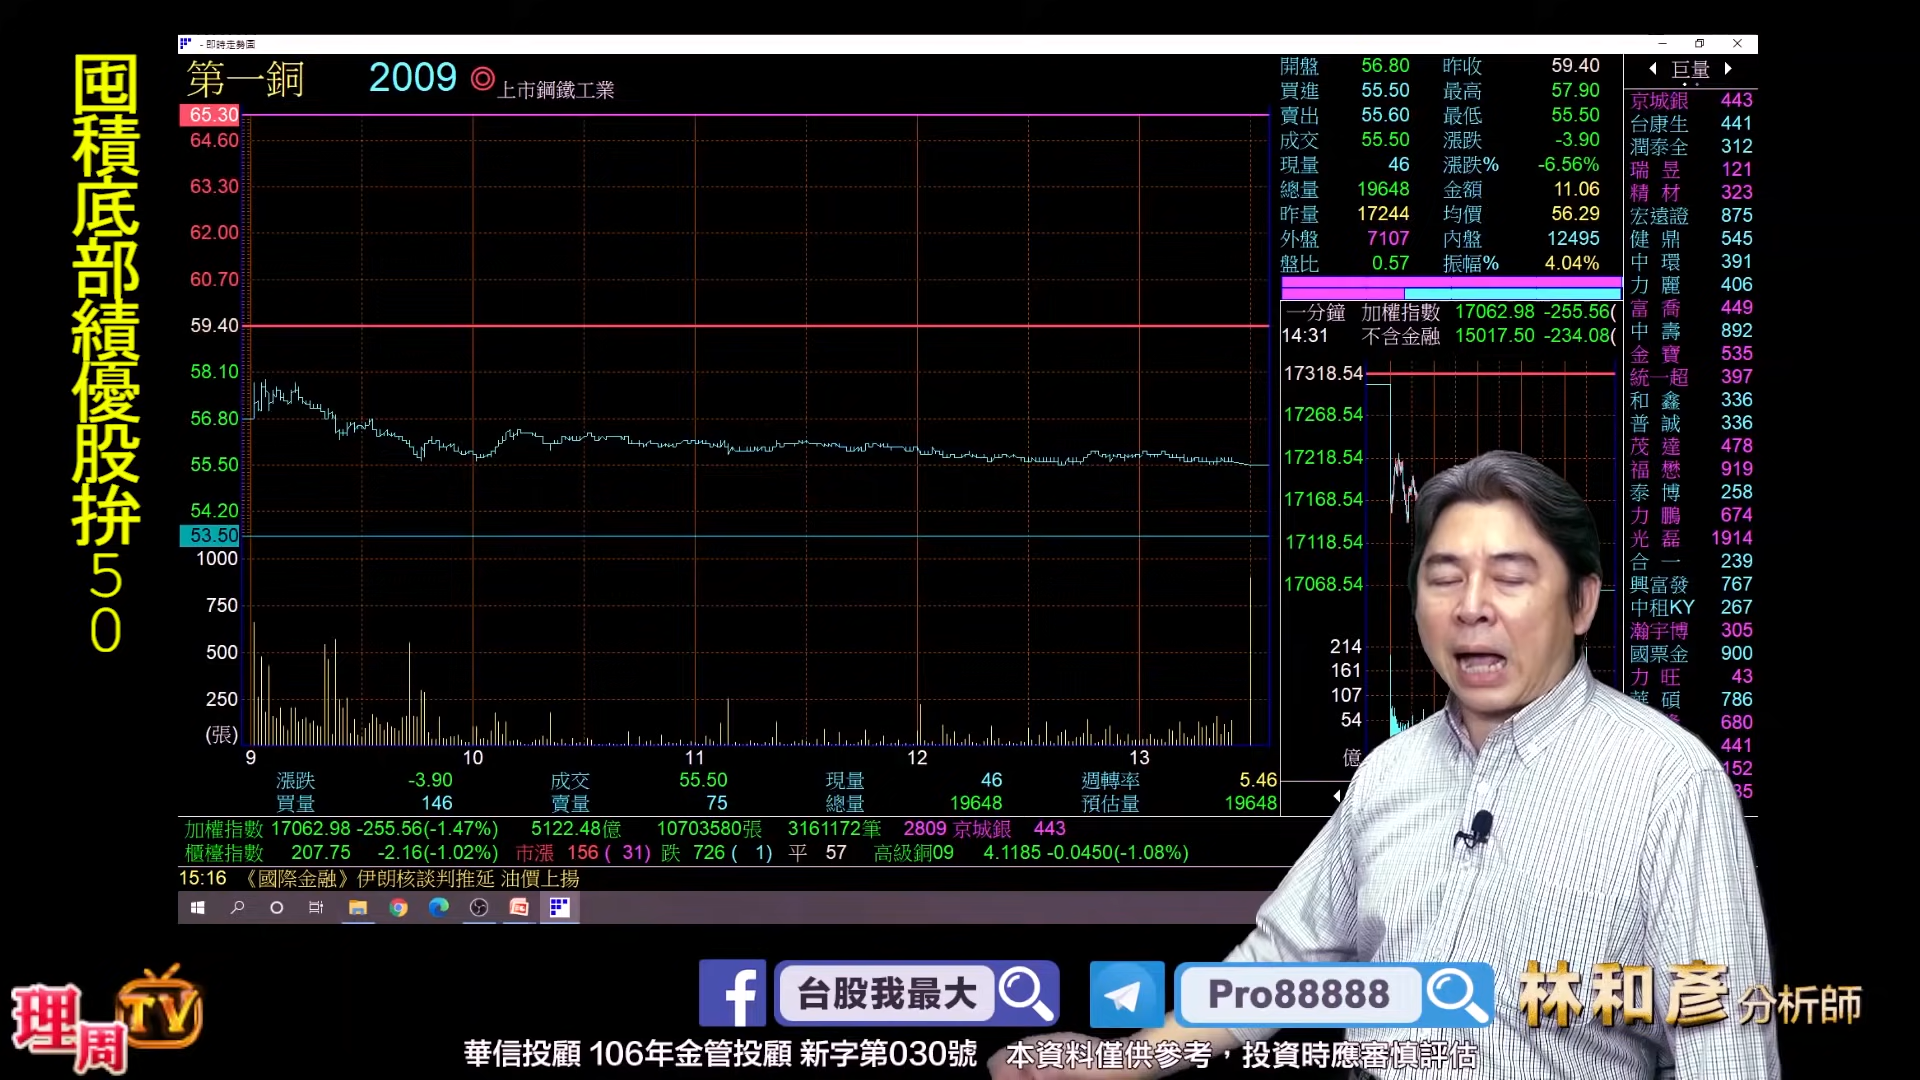 囤積底部績優股拚50
- 即時走勢圖
第一銅 2009 ◎上市鋼鐵工業
65.30
64.60
63.30
62.00
60.70
59.40
58.10
56.80
55.50
54.20
53.50
1000
750
500
250
(張)
9 10 11 12 13
漲跌 -3.90 成交 55.50 現量 46 週轉率 5.46
買量 146 賣量 75 總量 19648 預估量 19648
開盤 56.80 昨收 59.40
買進 55.50 最高 57.90
賣出 55.60 最低 55.50
成交 55.50 漲跌 -3.90
現量 46 漲跌% -6.56%
總量 19648 金額 11.06
昨量 17244 均價 56.29
外盤 7107 內盤 12495
盤比 0.57 振幅% 4.04%
一分鐘 加權指數 17062.98 -255.56(
14:31 不含金融 15017.50 -234.08(
17318.54
17268.54
17218.54
17168.54
17118.54
17068.54
214
161
107
54
億
巨量
京城銀 443
台康生 441
潤泰全 312
瑞昱 121
精材 323
宏遠證 875
健鼎 545
中環 391
力麗 406
富喬 449
中壽 892
金寶 535
統一超 397
和鑫 336
普誠 336
茂達 478
福懋 919
泰博 258
力鵬 674
光磊 1914
合一 239
興富發 767
中租KY 267
瀚宇博 305
國票金 900
力旺 43
華碩 786
680
441
152
加權指數 17062.98 -255.56(-1.47%) 5122.48億 10703580張 3161172筆 2809 京城銀 443
櫃檯指數 207.75 -2.16(-1.02%) 市漲 156 ( 31) 跌 726 ( 1) 平 57 高級銅09 4.1185 -0.0450(-1.08%)
15:16 《國際金融》伊朗核談判推延 油價上揚
理周TV
台股我最大
Pro88888
林和彥分析師
華信投顧 106年金管投顧 新字第030號 本資料僅供參考，投資時應審慎評估